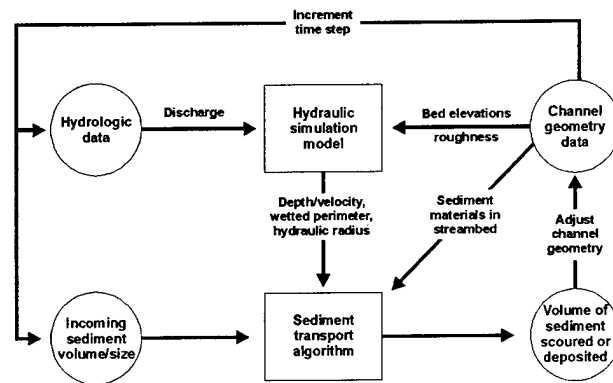 Increment
time step
Hydrologic
data
Discharge
Hydraulic
simulation
model
Bed elevations
roughness
Channel
geometry
data
Depth/velocity,
wetted perimeter,
hydraulic radius
Sediment
materials in
streambed
Adjust
channel
geometry
Incoming
sediment
volume/size
Sediment
transport
algorithm
Volume of
sediment
scoured or
deposited